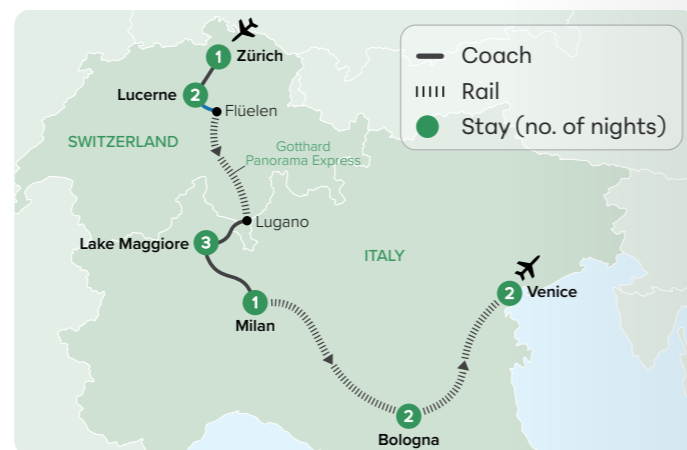 1 Zürich
Lucerne 2
Flüelen
SWITZERLAND
Gotthard
Panorama Express
Lugano
Lake Maggiore 3
ITALY
1
Milan
2 Venice
2
Bologna
Coach
Rail
Stay (no. of nights)